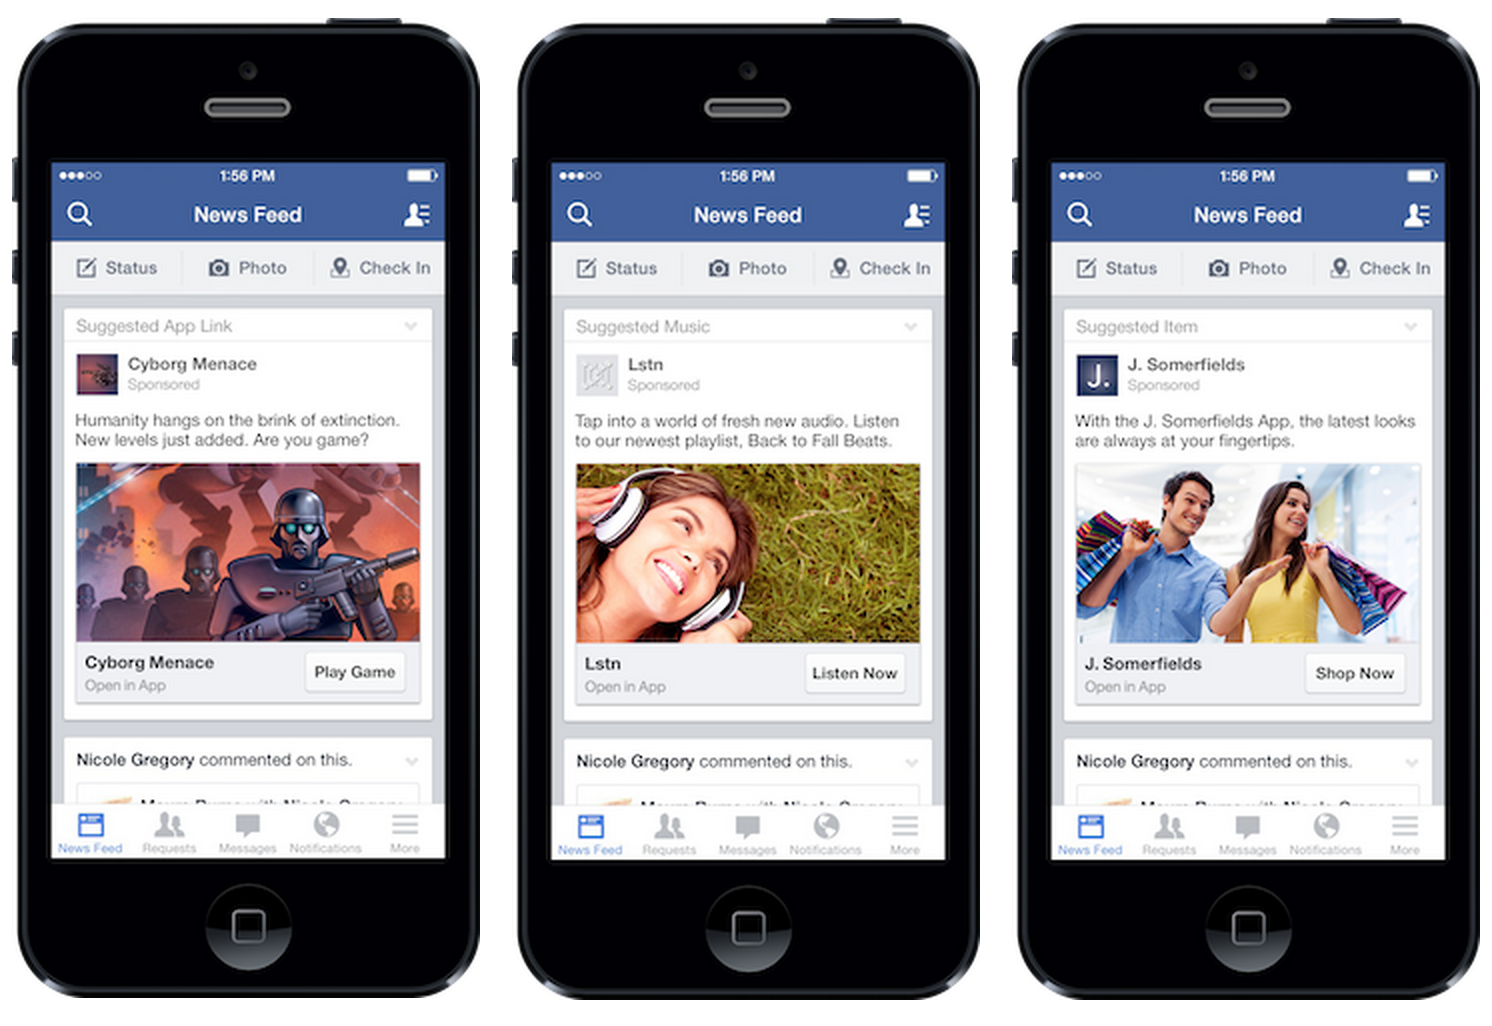 1:56 PM
News Feed
Status Photo Check In
Suggested App Link
Cyborg Menace
Sponsored
Humanity hangs on the brink of extinction.
New levels just added. Are you game?
Cyborg Menace
Open in App
Play Game
Nicole Gregory commented on this.
News Feed Requests Messages Notifications More
1:56 PM
News Feed
Status Photo Check In
Suggested Music
Lstn
Sponsored
Tap into a world of fresh new audio. Listen
to our newest playlist, Back to Fall Beats.
Lstn
Open in App
Listen Now
Nicole Gregory commented on this.
News Feed Requests Messages Notifications More
1:56 PM
News Feed
Status Photo Check In
Suggested Item
J.
J. Somerfields
Sponsored
With the J. Somerfields App, the latest looks
are always at your fingertips.
J. Somerfields
Open in App
Shop Now
Nicole Gregory commented on this.
News Feed Requests Messages Notifications More